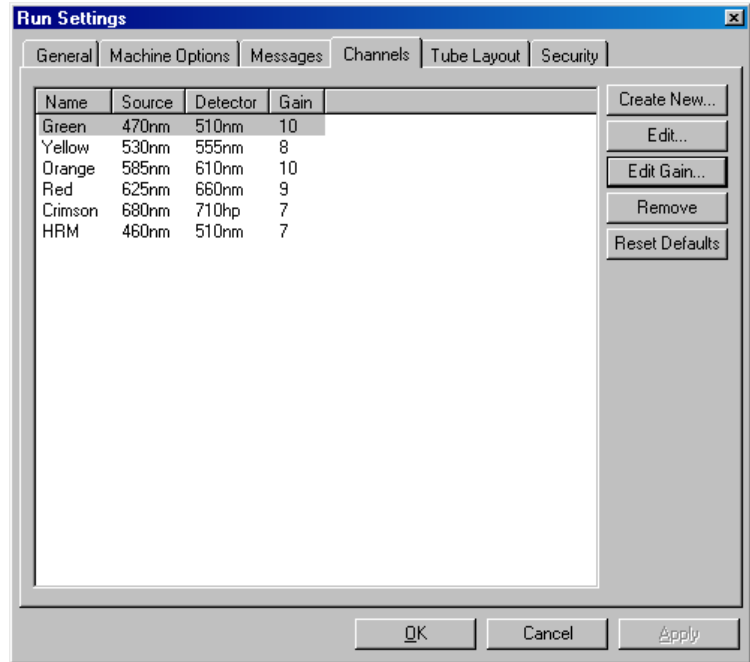 Run Settings
General Machine Options Messages Channels Tube Layout Security
Name Source Detector Gain
Green 470nm 510nm 10
Yellow 530nm 555nm 8
Orange 585nm 610nm 10
Red 625nm 660nm 9
Crimson 680nm 710hp 7
HRM 460nm 510nm 7
Create New...
Edit...
Edit Gain...
Remove
Reset Defaults
OK Cancel Apply